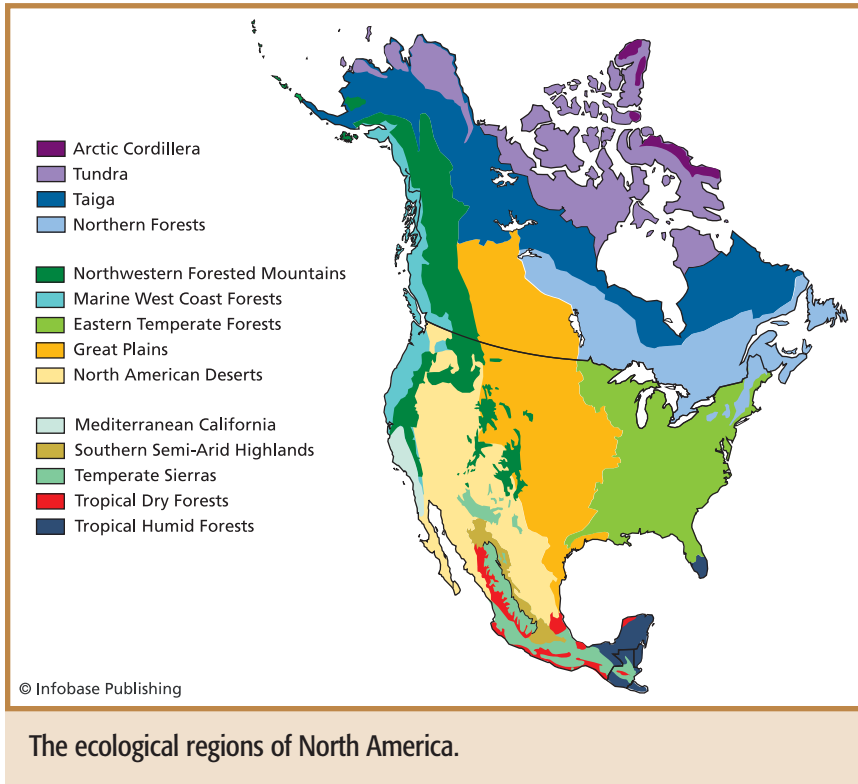 Arctic Cordillera
Tundra
Taiga
Northern Forests
Northwestern Forested Mountains
Marine West Coast Forests
Eastern Temperate Forests
Great Plains
North American Deserts
Mediterranean California
Southern Semi-Arid Highlands
Temperate Sierras
Tropical Dry Forests
Tropical Humid Forests
© Infobase Publishing
The ecological regions of North America.